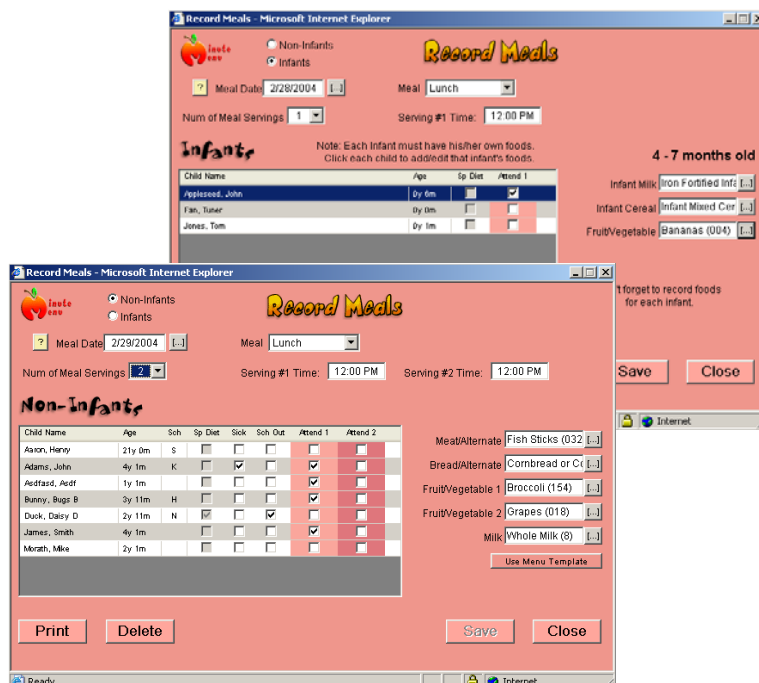 Record Meals - Microsoft Internet Explorer
inute
env
Non-Infants
Infants
Record Meals
? Meal Date 2/28/2004 [...] Meal Lunch
Num of Meal Servings 1 Serving #1 Time: 12:00 PM
Infants
Note: Each Infant must have his/her own foods.
Click each child to add/edit that infant's foods.
4 - 7 months old
Child Name Age Sp Diet Attend 1
Appleseed, John 0y 6m
Fan, Tuner 0y 0m
Jones, Tom 0y 1m
Infant Milk Iron Fortified Infa [...]
Infant Cereal Infant Mixed Cer [...]
Fruit/Vegetable Bananas (004) [...]
't forget to record foods
for each infant.
Save Close
Internet
Record Meals - Microsoft Internet Explorer
inute
env
Non-Infants
Infants
Record Meals
? Meal Date 2/29/2004 [...] Meal Lunch
Num of Meal Servings 2 Serving #1 Time: 12:00 PM Serving #2 Time: 12:00 PM
Non-Infants
Child Name Age Sch Sp Diet Sick Sch Out Attend 1 Attend 2
Aaron, Henry 21y 0m S
Adams, John 4y 1m K
Asdfasd, Asdf 1y 1m
Bunny, Bugs B 3y 11m H
Duck, Daisy D 2y 11m N
James, Smith 4y 1m
Morath, Mike 2y 1m
Meat/Alternate Fish Sticks (032 [...]
Bread/Alternate Cornbread or Co [...]
Fruit/Vegetable 1 Broccoli (154) [...]
Fruit/Vegetable 2 Grapes (018) [...]
Milk Whole Milk (8) [...]
Use Menu Template
Print Delete Save Close
Ready Internet